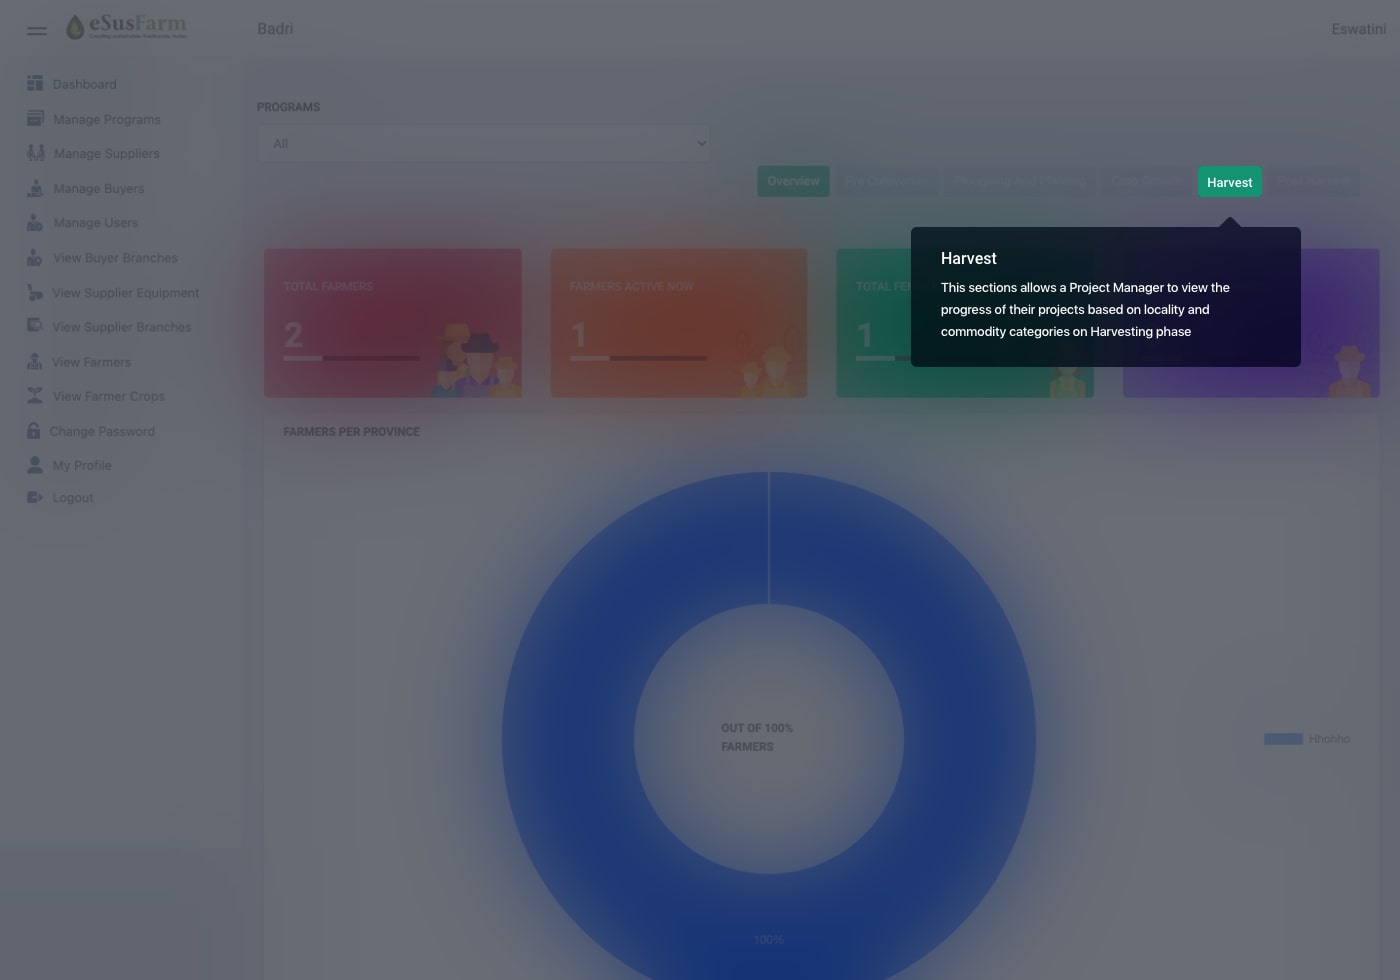 eSusFarm
Badri
Eswatini
Dashboard
Manage Programs
Manage Suppliers
Manage Buyers
Manage Users
View Buyer Branches
View Supplier Equipment
View Supplier Branches
View Farmers
View Farmer Crops
Change Password
My Profile
Logout
PROGRAMS
All
Overview
Pre Cultivation
Ploughing And Planting
Crop Growth
Harvest
Post Harvest
TOTAL FARMERS
2
FARMERS ACTIVE NOW
1
TOTAL
1
Harvest
This sections allows a Project Manager to view the
progress of their projects based on locality and
commodity categories on Harvesting phase
FARMERS PER PROVINCE
OUT OF 100%
FARMERS
Hhohho
100%